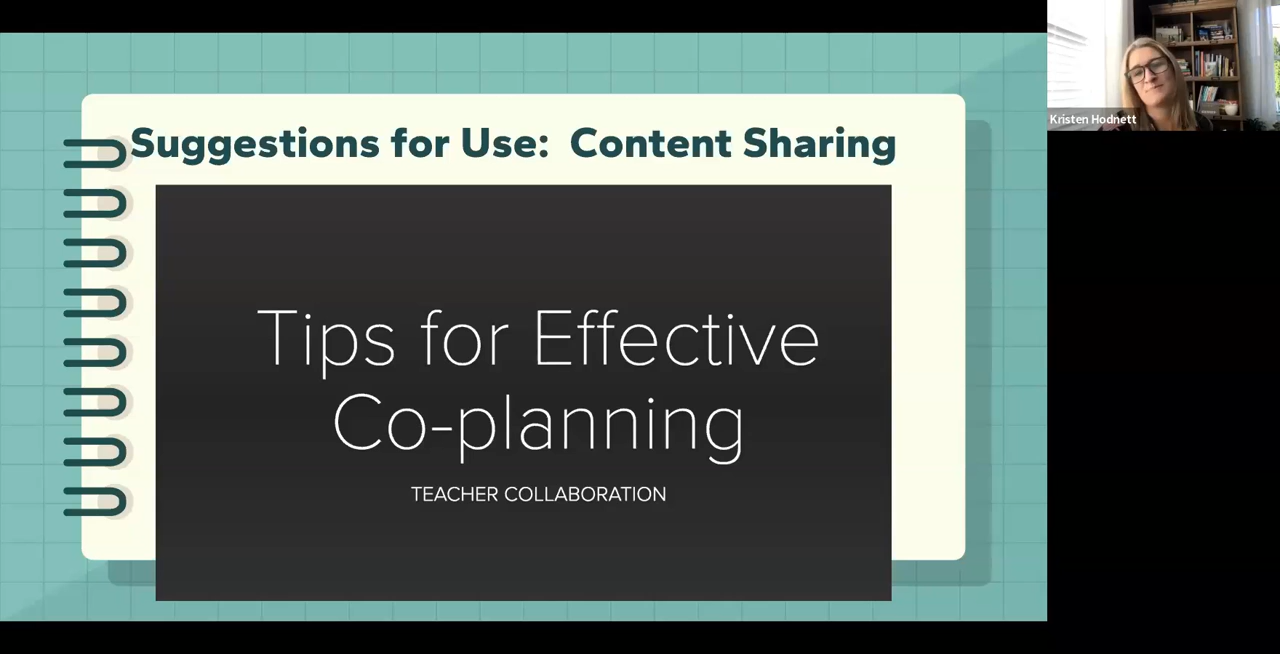 Suggestions for Use:  Content Sharing
Tips for Effective
Co-planning
TEACHER COLLABORATION
Kristen Hodnett